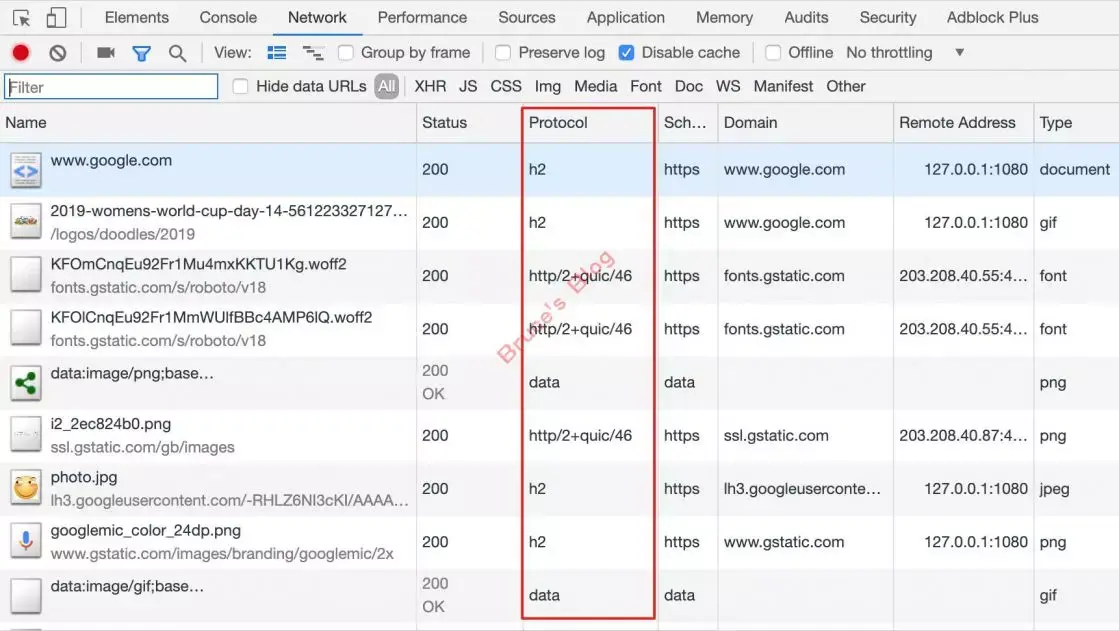 Elements Console Network Performance Sources Application Memory Audits Security Adblock Plus
View: Group by frame Preserve log Disable cache Offline No throttling
Filter Hide data URLs All XHR JS CSS Img Media Font Doc WS Manifest Other
Name Status Protocol Sch... Domain Remote Address Type
www.google.com 200 h2 https www.google.com 127.0.0.1:1080 document
2019-womens-world-cup-day-14-561223327127... 200 h2 https www.google.com 127.0.0.1:1080 gif
/logos/doodles/2019
KFOmCnqEu92Fr1Mu4mxKKTU1Kg.woff2 200 http/2+quic/46 https fonts.gstatic.com 203.208.40.55:4... font
fonts.gstatic.com/s/roboto/v18
KFOlCnqEu92Fr1MmWUlfBBc4AMP6lQ.woff2 200 http/2+quic/46 https fonts.gstatic.com 203.208.40.55:4... font
fonts.gstatic.com/s/roboto/v18
Bruce's Blog
data:image/png;base... 200 OK data data png
i2_2ec824b0.png 200 http/2+quic/46 https ssl.gstatic.com 203.208.40.87:4... png
ssl.gstatic.com/gb/images
photo.jpg 200 h2 https lh3.googleuserconte... 127.0.0.1:1080 jpeg
lh3.googleusercontent.com/-RHLZ6NI3cKI/AAAA...
googlemic_color_24dp.png 200 h2 https www.gstatic.com 127.0.0.1:1080 png
www.gstatic.com/images/branding/googlemic/2x
data:image/gif;base... 200 OK data data gif